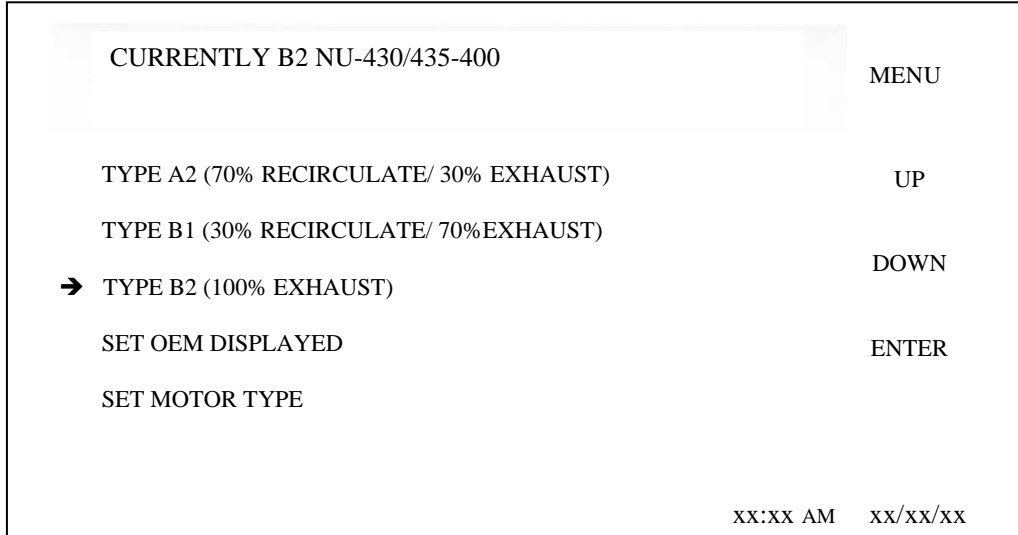 CURRENTLY B2 NU-430/435-400
MENU
TYPE A2 (70% RECIRCULATE/ 30% EXHAUST)
UP
TYPE B1 (30% RECIRCULATE/ 70%EXHAUST)
DOWN
➔ TYPE B2 (100% EXHAUST)
SET OEM DISPLAYED
ENTER
SET MOTOR TYPE
xx:xx AM xx/xx/xx